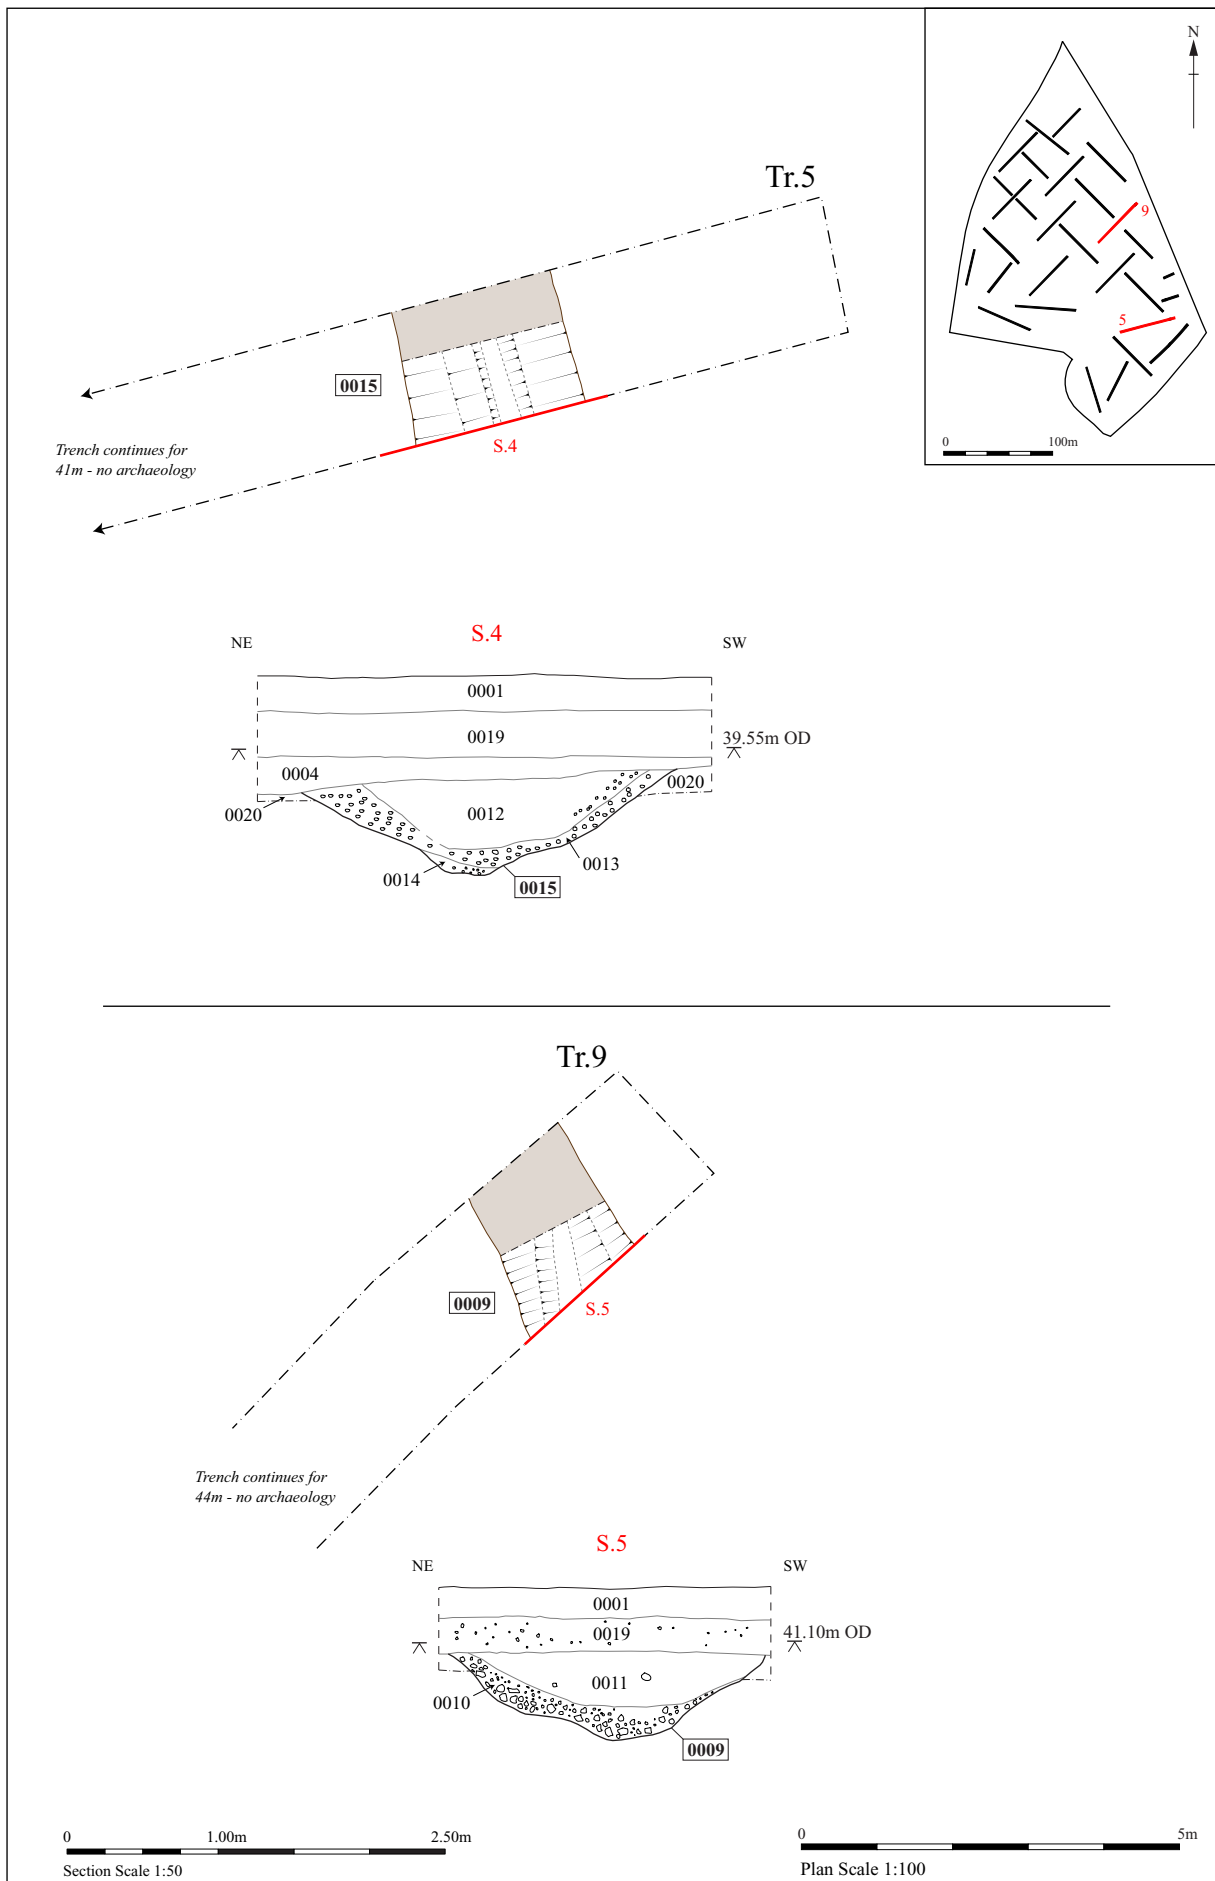 N
9
5
0
100m
Tr.5
0015
S.4
Trench continues for
41m - no archaeology
S.4
NE
SW
0001
0019
39.55m OD
0004
0020
0020
0012
0013
0014
0015
Tr.9
0009
S.5
Trench continues for
44m - no archaeology
S.5
NE
SW
0001
0019
41.10m OD
0011
0010
0009
0 1.00m 2.50m
Section Scale 1:50
0 5m
Plan Scale 1:100